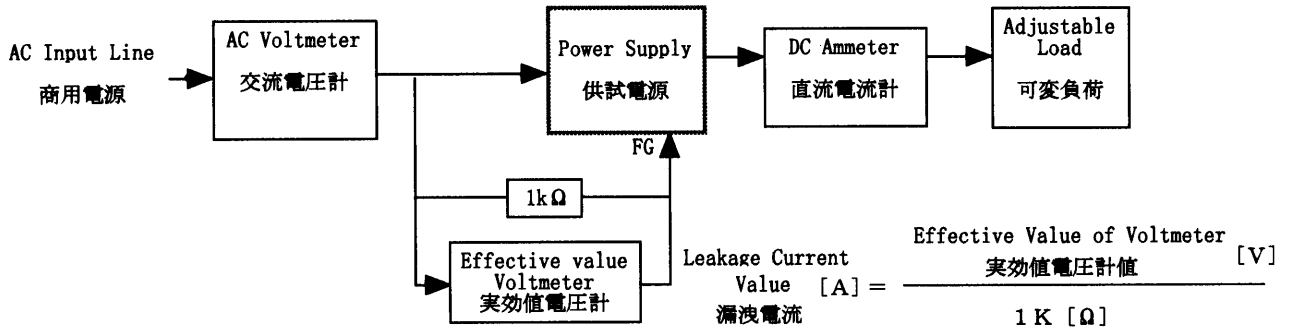 AC Input Line
商用電源
AC Voltmeter
交流電圧計
Power Supply
供試電源
DC Ammeter
直流電流計
Adjustable
Load
可変負荷
FG
1kΩ
Effective value
Voltmeter
実効値電圧計
Leakage Current
Value [A] =
漏洩電流
Effective Value of Voltmeter
実効値電圧計値
[V]
1K [Ω]